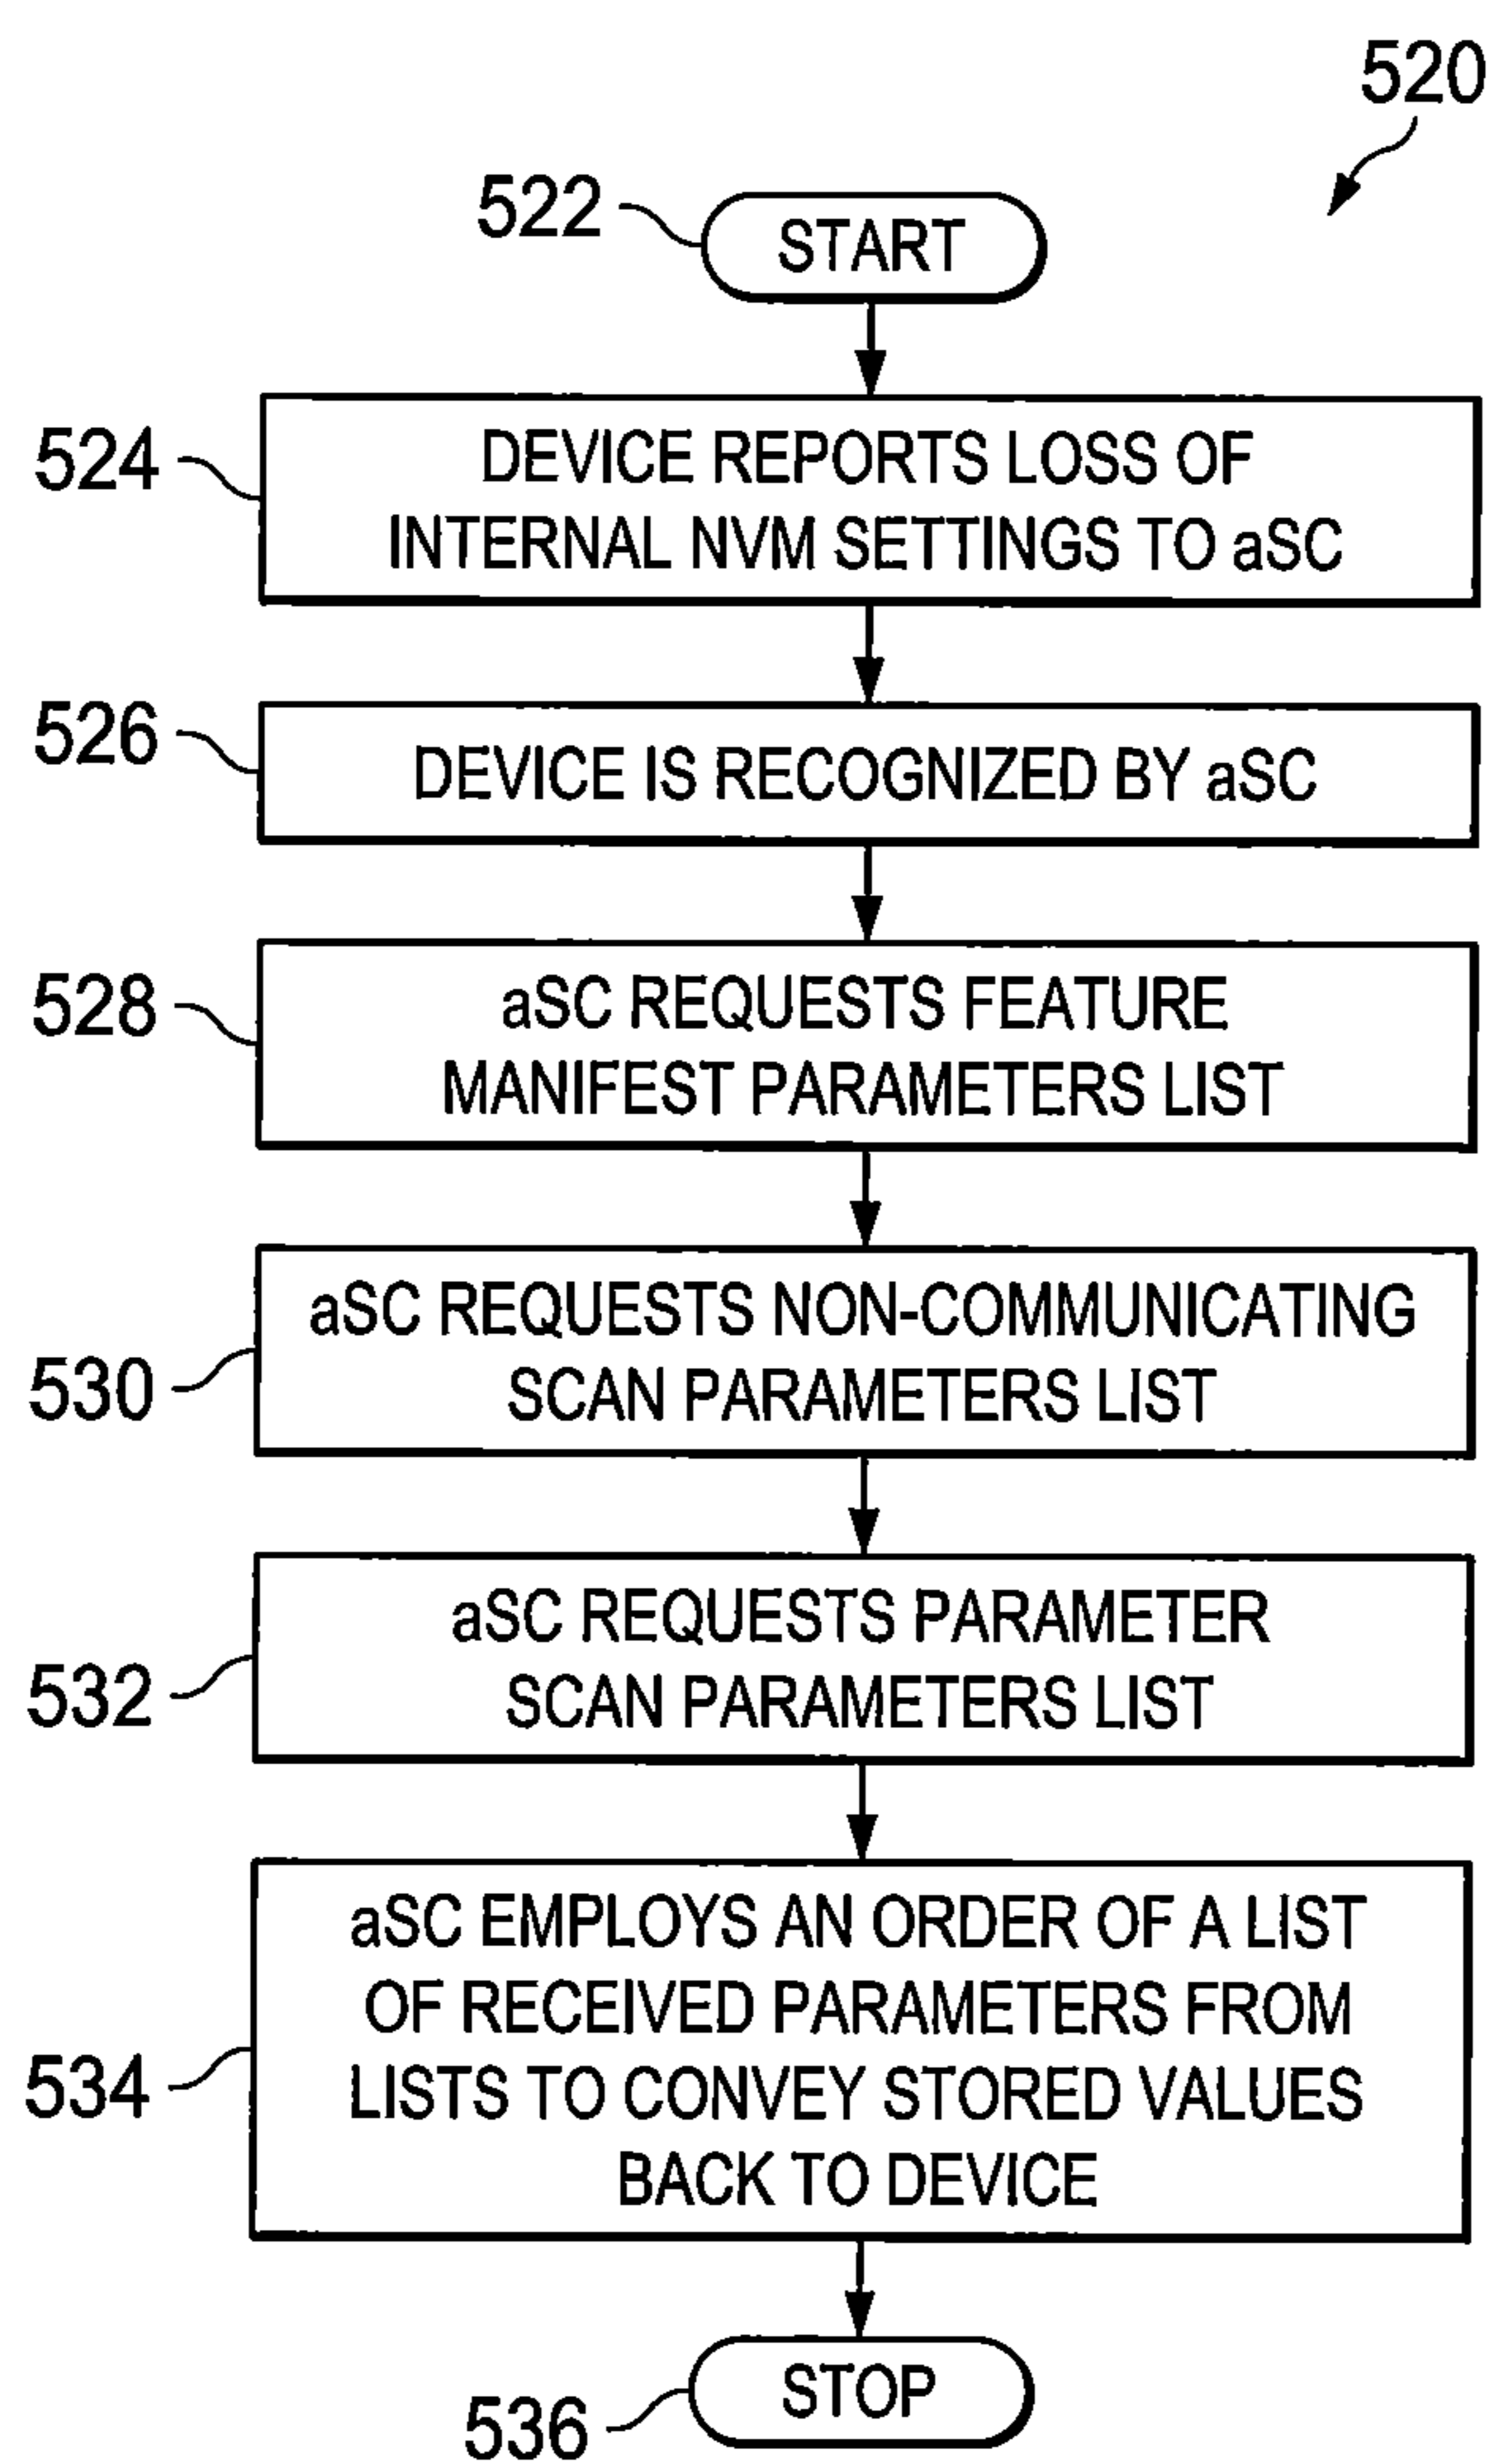 520
522
START
524
DEVICE REPORTS LOSS OF
INTERNAL NVM SETTINGS TO aSC
526
DEVICE IS RECOGNIZED BY aSC
528
aSC REQUESTS FEATURE
MANIFEST PARAMETERS LIST
530
aSC REQUESTS NON-COMMUNICATING
SCAN PARAMETERS LIST
532
aSC REQUESTS PARAMETER
SCAN PARAMETERS LIST
534
aSC EMPLOYS AN ORDER OF A LIST
OF RECEIVED PARAMETERS FROM
LISTS TO CONVEY STORED VALUES
BACK TO DEVICE
536
STOP